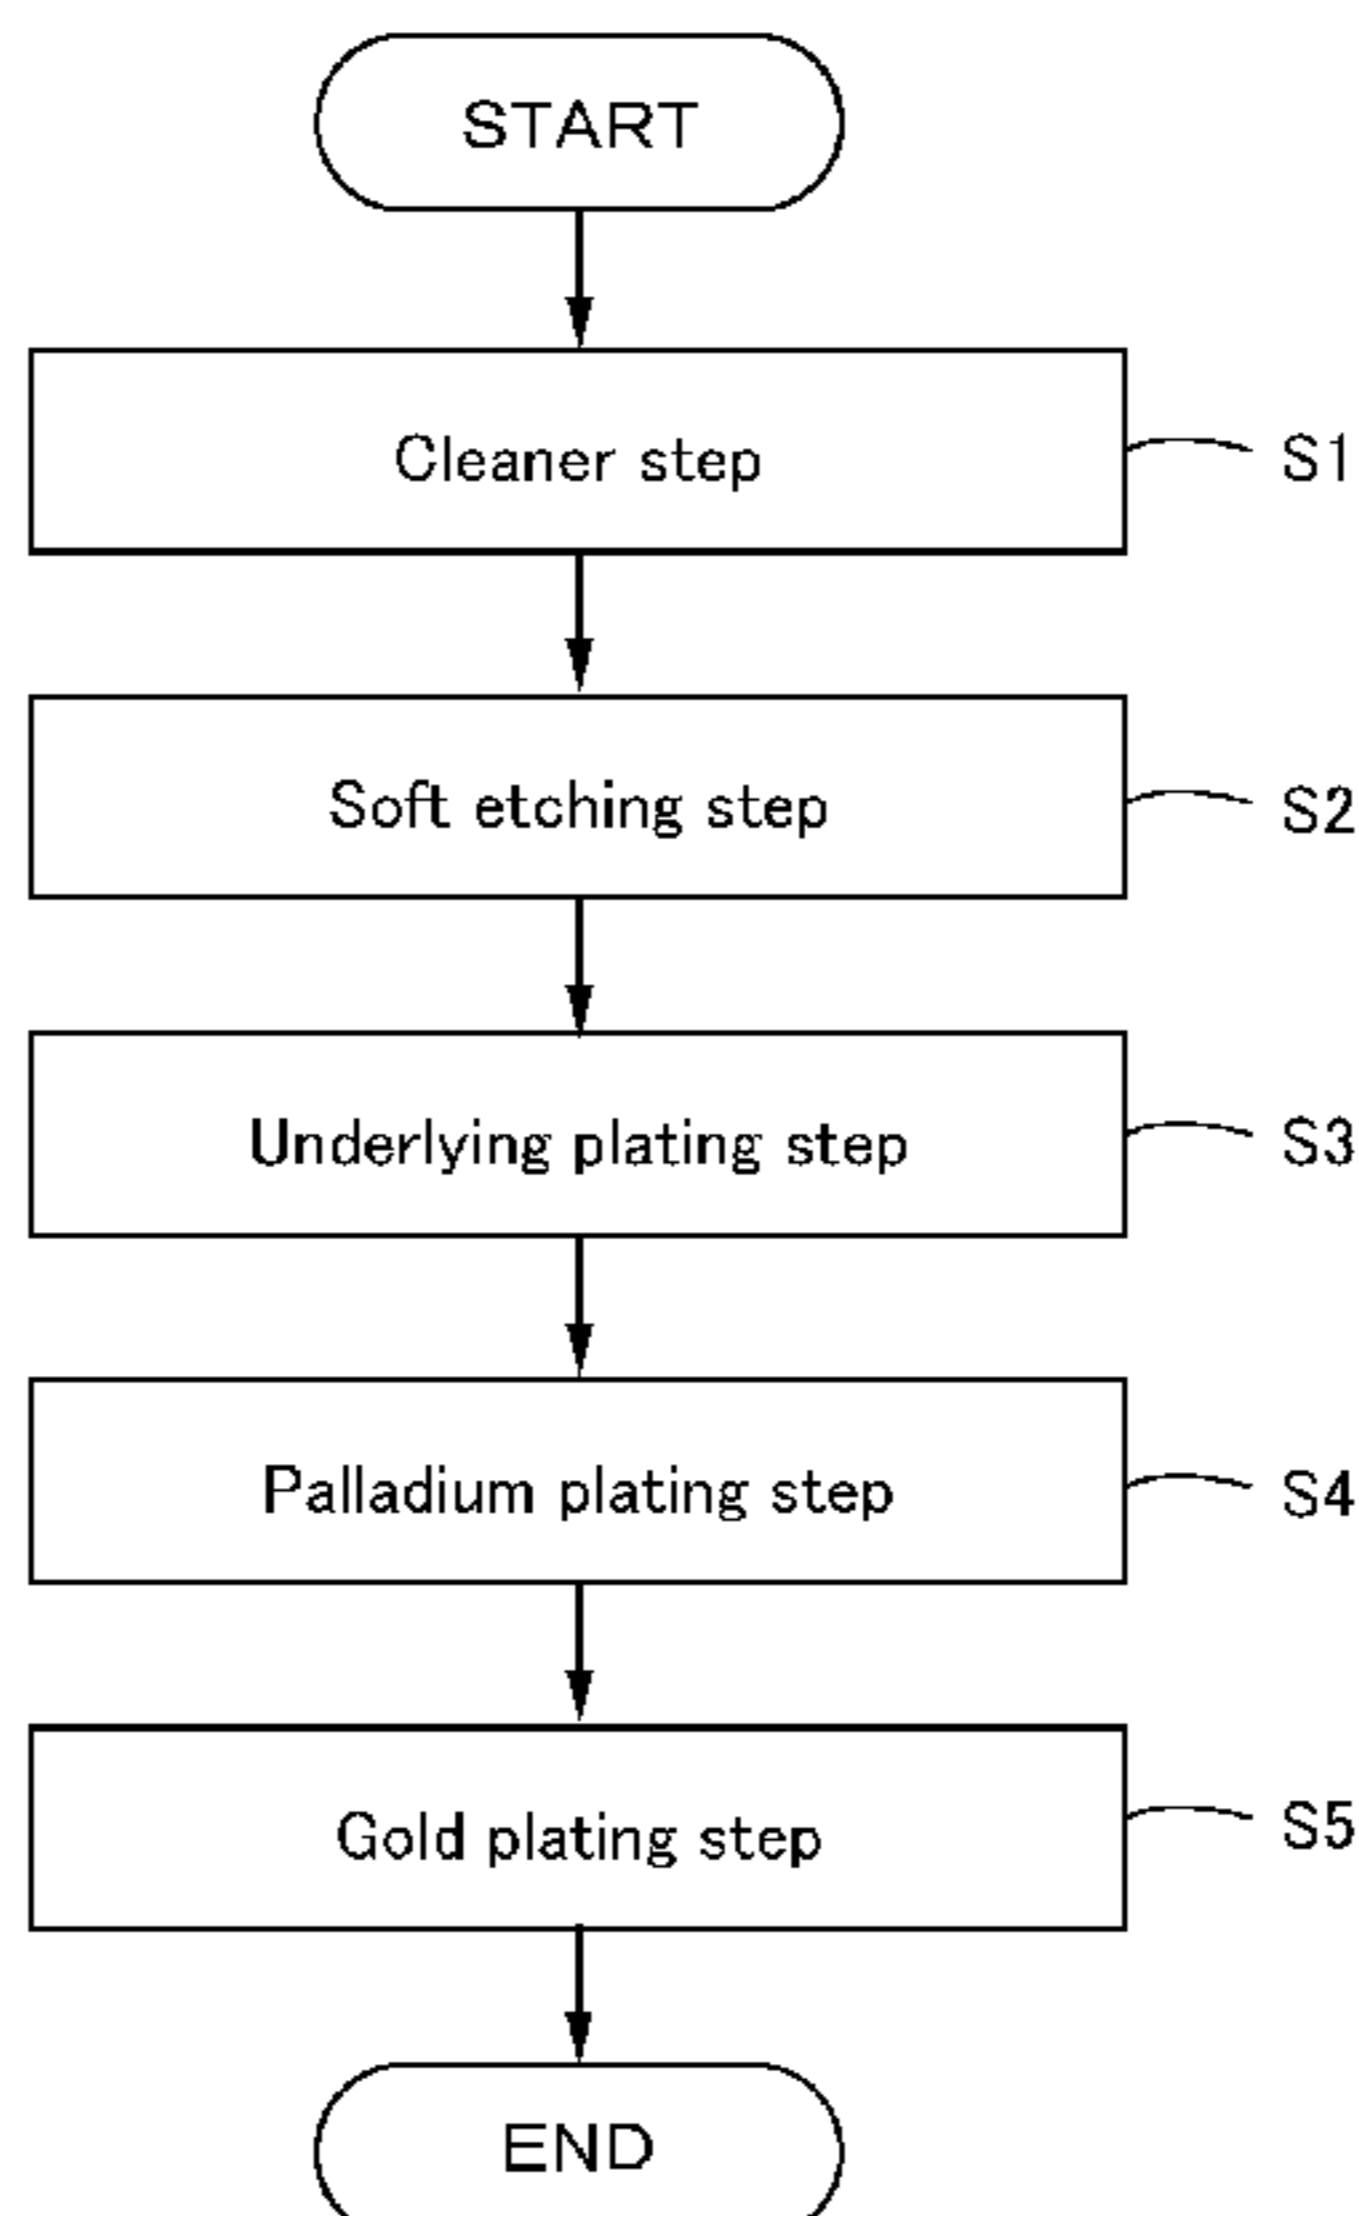 START
Cleaner step
S1
Soft etching step
S2
Underlying plating step
S3
Palladium plating step
S4
Gold plating step
S5
END